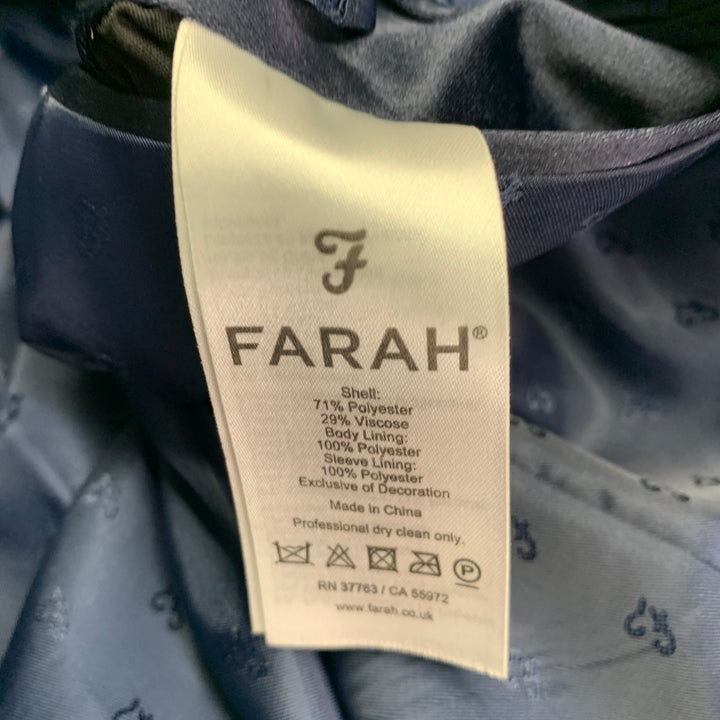 F
FARAH®
Shell:
71% Polyester
29% Viscose
Body Lining:
100% Polyester
Sleeve Lining:
100% Polyester
Exclusive of Decoration
Made in China
Professional dry clean only.
P
RN 37763 / CA 55972
www.farah.co.uk